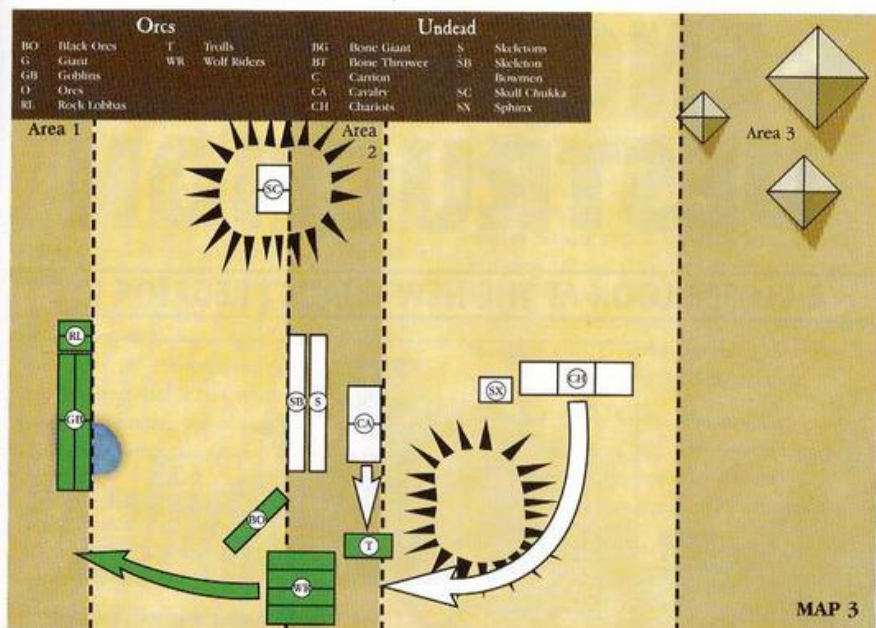 Orcs
BO Black Orcs T Trolls
G Giant WR Wolf Riders
GB Goblins
O Orcs
RL Rock Lobbas
Undead
BG Bone Giant S Skeletons
BT Bone Thrower SB Skeleton
C Carrion Bowmen
CA Cavalry SC Skull Chukka
CH Chariots SX Sphinx
Area 1
Area
2
Area 3
SC
RL
GB
SB
S
CA
SX
CH
BO
T
WR
MAP 3